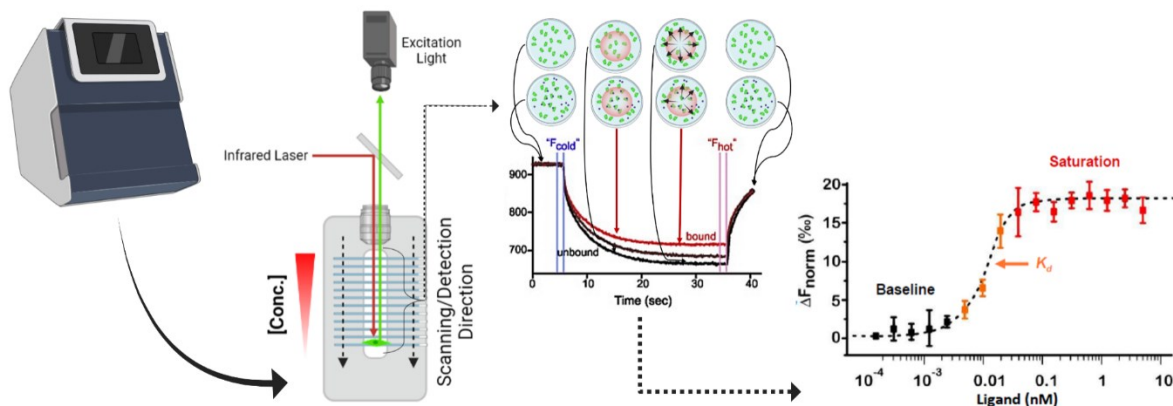 Excitation
Light
Infrared Laser
[Conc.]
Scanning/Detection
Direction
"Fcold"
"Fhot"
900
800
700
bound
unbound
0
10
20
30
40
Time (sec)
Saturation
20
15
10
5
0
ΔFnorm (‰)
Baseline
Kd
10-4
10-3
0.01
0.1
1
10
Ligand (nM)